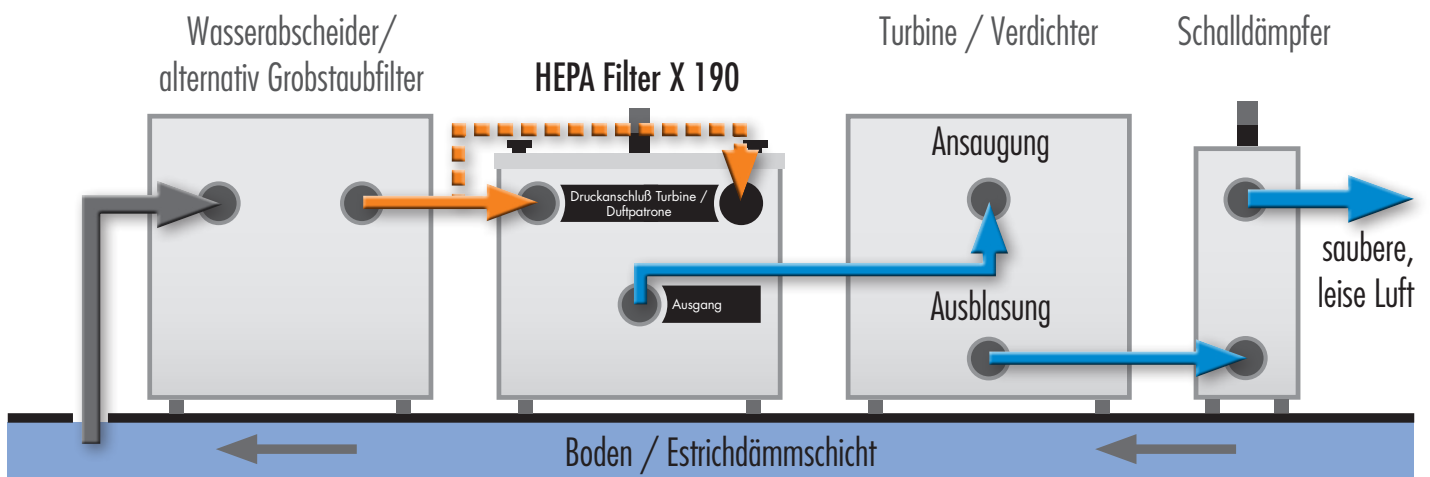 Wasserabscheider/
alternativ Grobstaubfilter
HEPA Filter X 190
Turbine / Verdichter
Schalldämpfer
Druckanschluß Turbine /
Duftpatrone
Ausgang
Ansaugung
Ausblasung
saubere,
leise Luft
Boden / Estrichdämmschicht